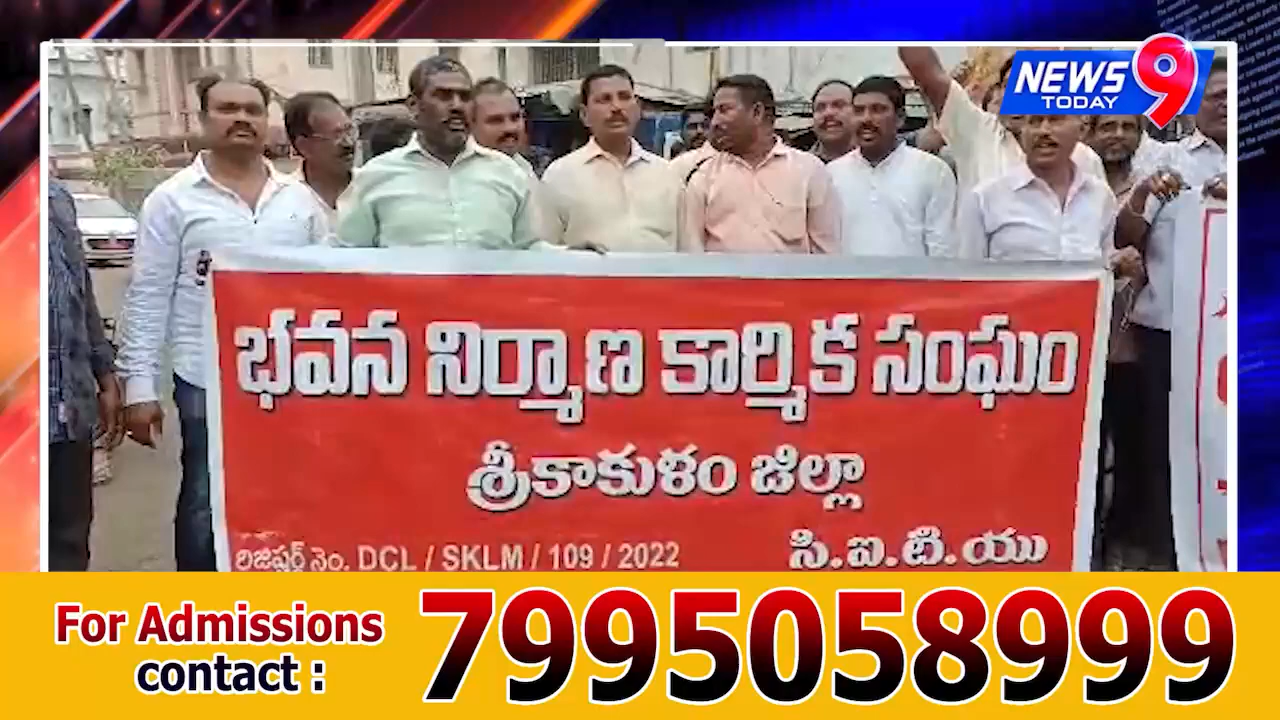 NEWS 9
TODAY
భవన నిర్మాణ కార్మిక సంఘం
శ్రీకాకుళం జిల్లా
రిజిష్టర్ నెం. DCL / SKLM / 109 / 2022
సి.ఐ.టి.యు
For Admissions
contact :
7995058999